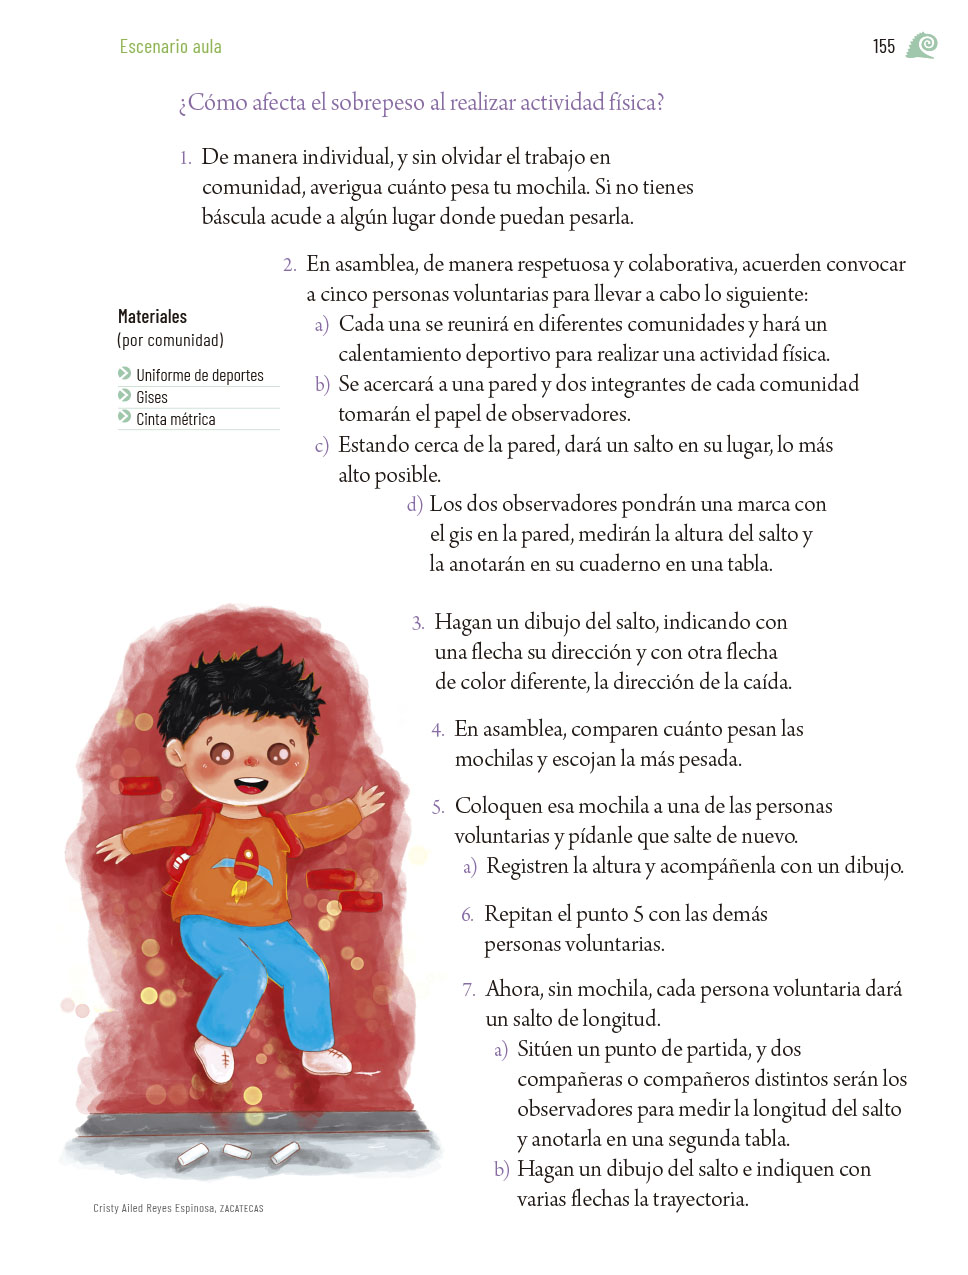 Escenario aula
155
¿Cómo afecta el sobrepeso al realizar actividad física?
1. De manera individual, y sin olvidar el trabajo en
comunidad, averigua cuánto pesa tu mochila. Si no tienes
báscula acude a algún lugar donde puedan pesarla.
2. En asamblea, de manera respetuosa y colaborativa, acuerden convocar
a cinco personas voluntarias para llevar a cabo lo siguiente:
a) Cada una se reunirá en diferentes comunidades y hará un
calentamiento deportivo para realizar una actividad física.
b) Se acercará a una pared y dos integrantes de cada comunidad
tomarán el papel de observadores.
c) Estando cerca de la pared, dará un salto en su lugar, lo más
alto posible.
d) Los dos observadores pondrán una marca con
el gis en la pared, medirán la altura del salto y
la anotarán en su cuaderno en una tabla.
Materiales
(por comunidad)
Uniforme de deportes
Gises
Cinta métrica
3. Hagan un dibujo del salto, indicando con
una flecha su dirección y con otra flecha
de color diferente, la dirección de la caída.
4. En asamblea, comparen cuánto pesan las
mochilas y escojan la más pesada.
5. Coloquen esa mochila a una de las personas
voluntarias y pídanle que salte de nuevo.
a) Registren la altura y acompáñenla con un dibujo.
6. Repitan el punto 5 con las demás
personas voluntarias.
7. Ahora, sin mochila, cada persona voluntaria dará
un salto de longitud.
a) Sitúen un punto de partida, y dos
compañeras o compañeros distintos serán los
observadores para medir la longitud del salto
y anotarla en una segunda tabla.
b) Hagan un dibujo del salto e indiquen con
varias flechas la trayectoria.
Cristy Ailed Reyes Espinosa, ZACATECAS